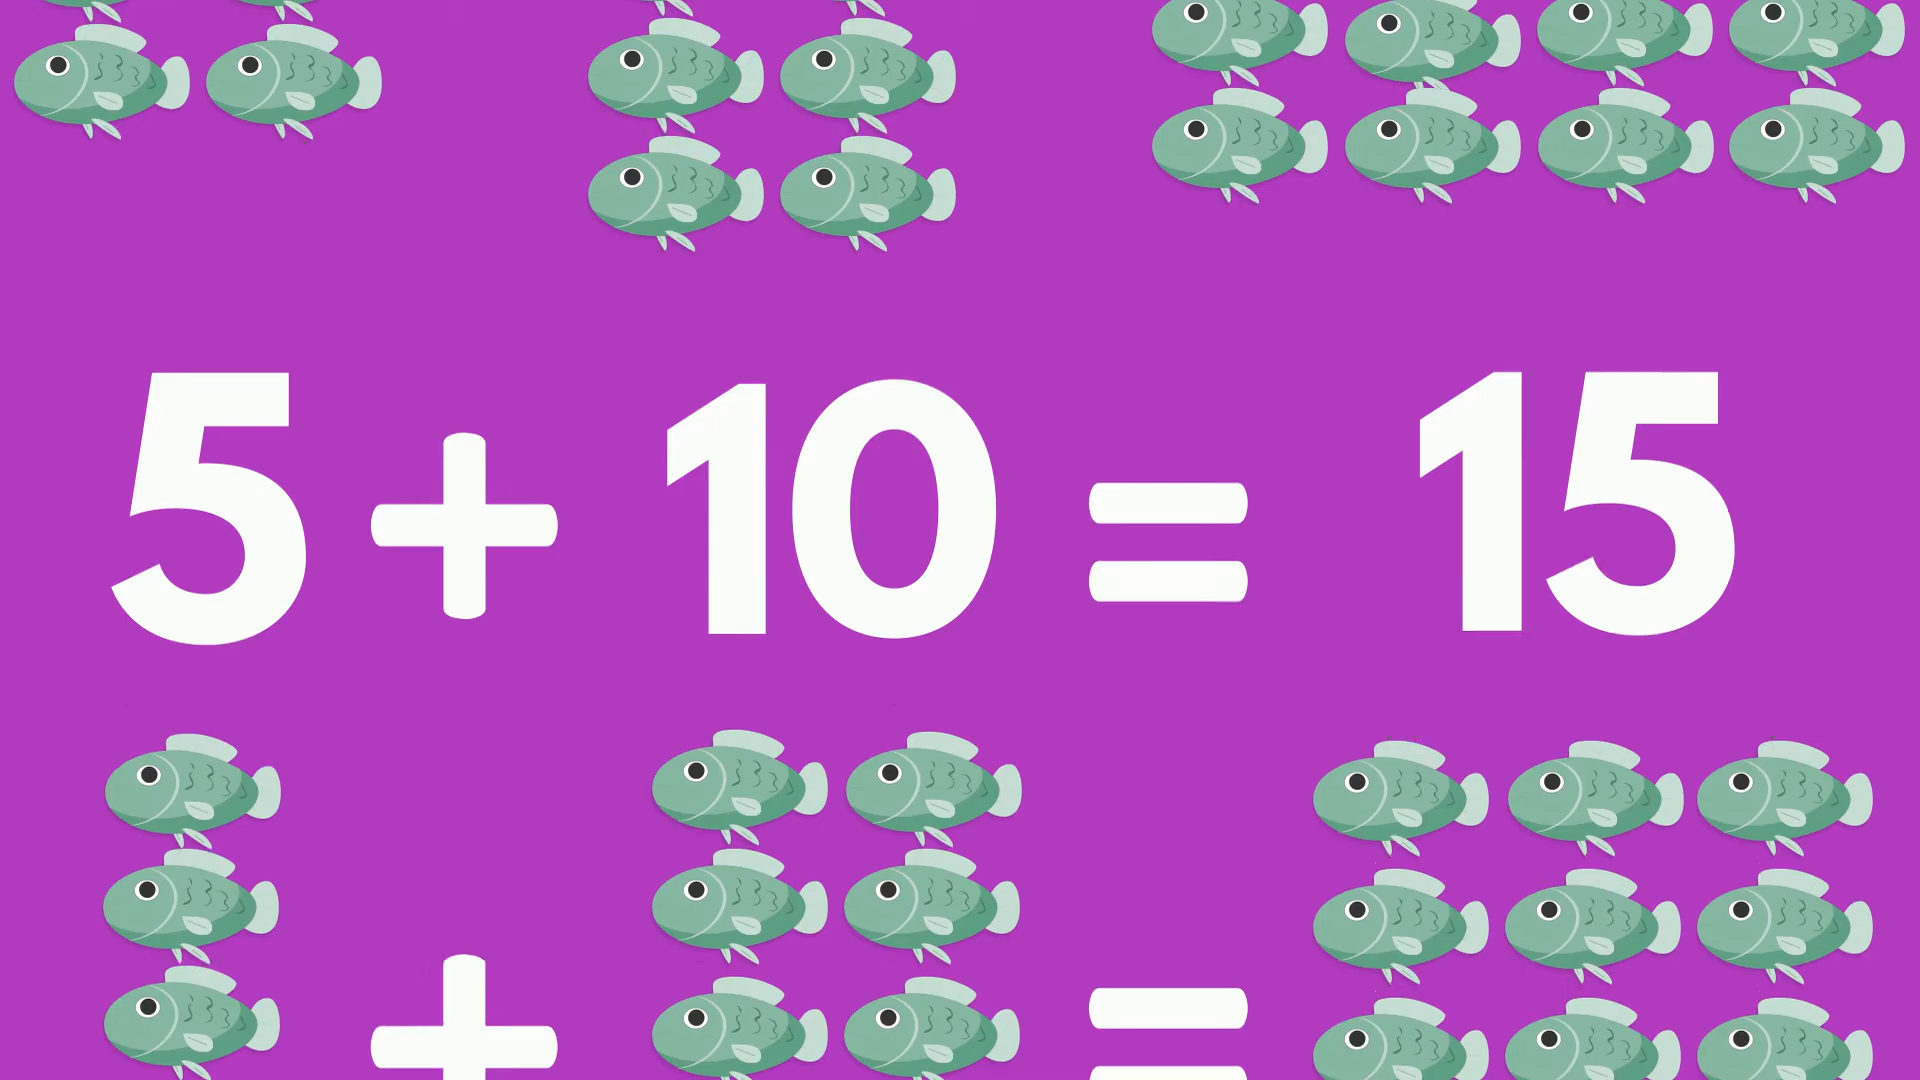 5 + 10 = 15
+ =